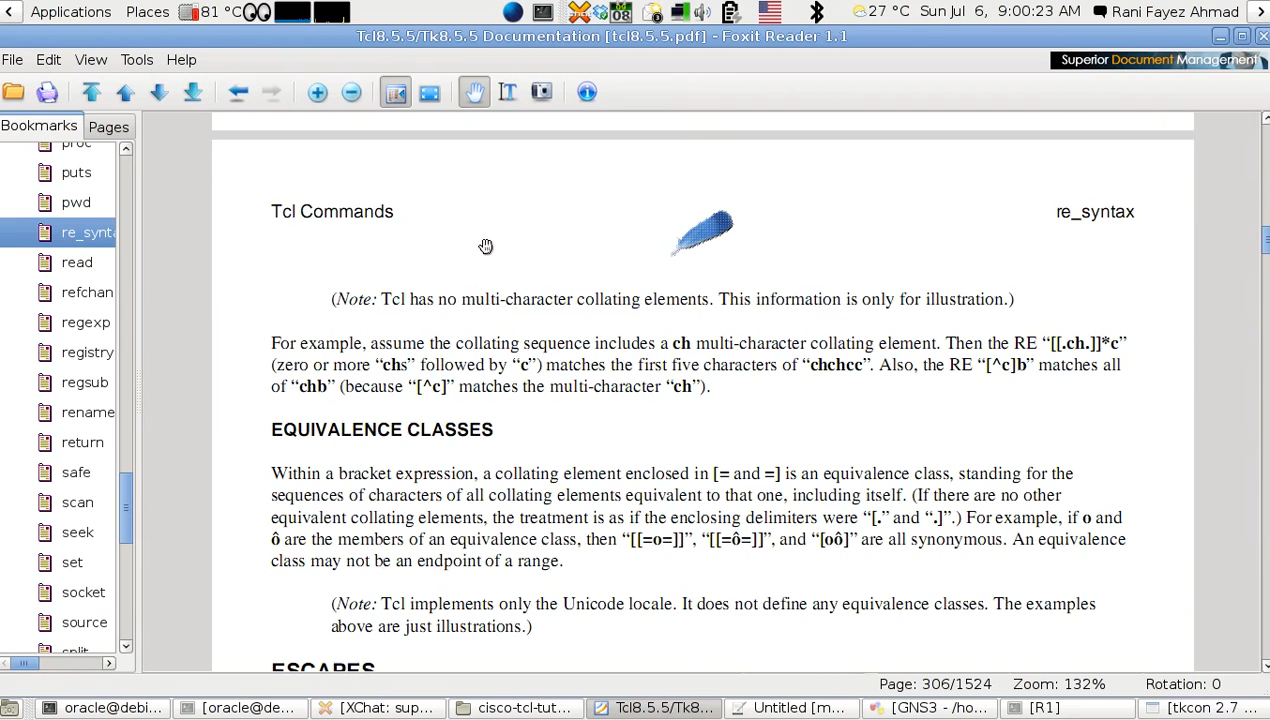 Applications Places 81 °C 08 27 °C Sun Jul 6, 9:00:23 AM Rani Fayez Ahmad
Tcl8.5.5/Tk8.5.5 Documentation [tcl8.5.5.pdf] - Foxit Reader 1.1
File Edit View Tools Help
Superior Document Management
Bookmarks Pages
proc
puts
pwd
re_synta
read
refchan
regexp
registry
regsub
rename
return
safe
scan
seek
set
socket
source
split
Tcl Commands re_syntax
(Note: Tcl has no multi-character collating elements. This information is only for illustration.)
For example, assume the collating sequence includes a ch multi-character collating element. Then the RE “[[.ch.]]*c”
(zero or more “chs” followed by “c”) matches the first five characters of “chchcc”. Also, the RE “[^c]b” matches all
of “chb” (because “[^c]” matches the multi-character “ch”).
EQUIVALENCE CLASSES
Within a bracket expression, a collating element enclosed in [= and =] is an equivalence class, standing for the
sequences of characters of all collating elements equivalent to that one, including itself. (If there are no other
equivalent collating elements, the treatment is as if the enclosing delimiters were “[.” and “.]”.) For example, if o and
ô are the members of an equivalence class, then “[[=o=]]”, “[[=ô=]]”, and “[oô]” are all synonymous. An equivalence
class may not be an endpoint of a range.
(Note: Tcl implements only the Unicode locale. It does not define any equivalence classes. The examples
above are just illustrations.)
ESCAPES
Page: 306/1524 Zoom: 132% Rotation: 0
oracle@debi... [oracle@de... [XChat: sup... cisco-tcl-tut... Tcl8.5.5/Tk8... Untitled [m... [GNS3 - /ho... [R1] [tkcon 2.7 ...